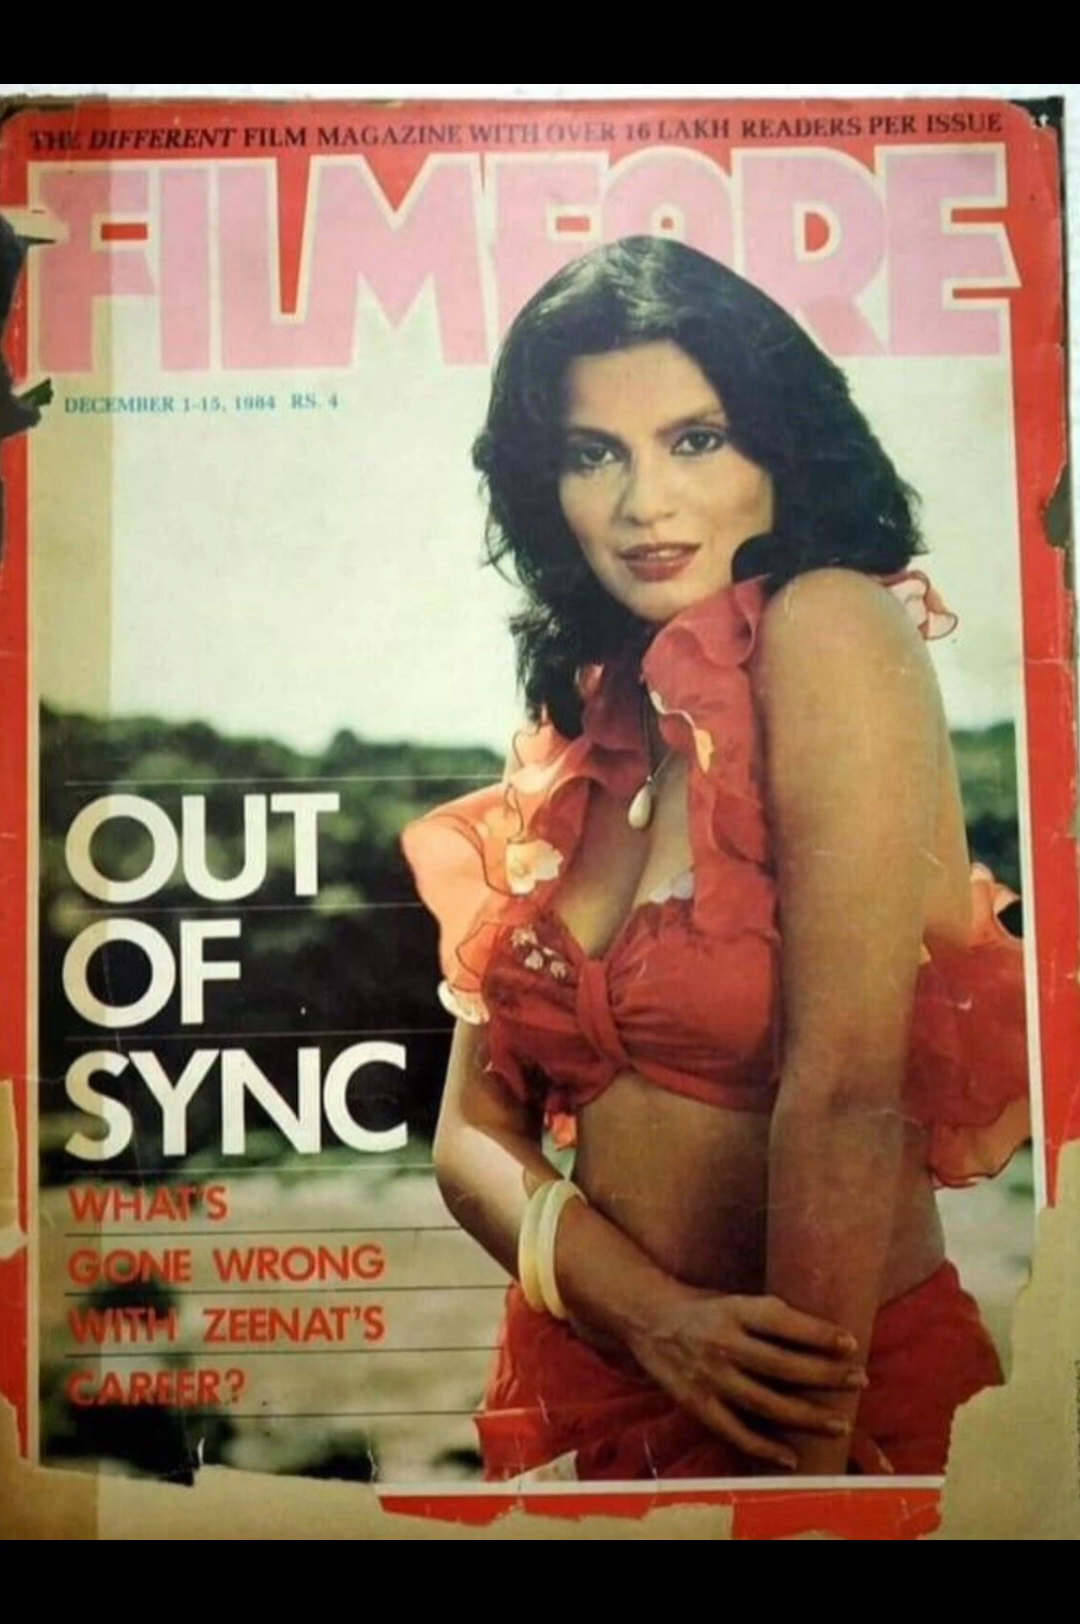 THE DIFFERENT FILM MAGAZINE WITH OVER 16 LAKH READERS PER ISSUE
FILMFARE
DECEMBER 1-15, 1984 RS. 4
OUT
OF
SYNC
WHAT'S
GONE WRONG
WITH ZEENAT'S
CAREER?